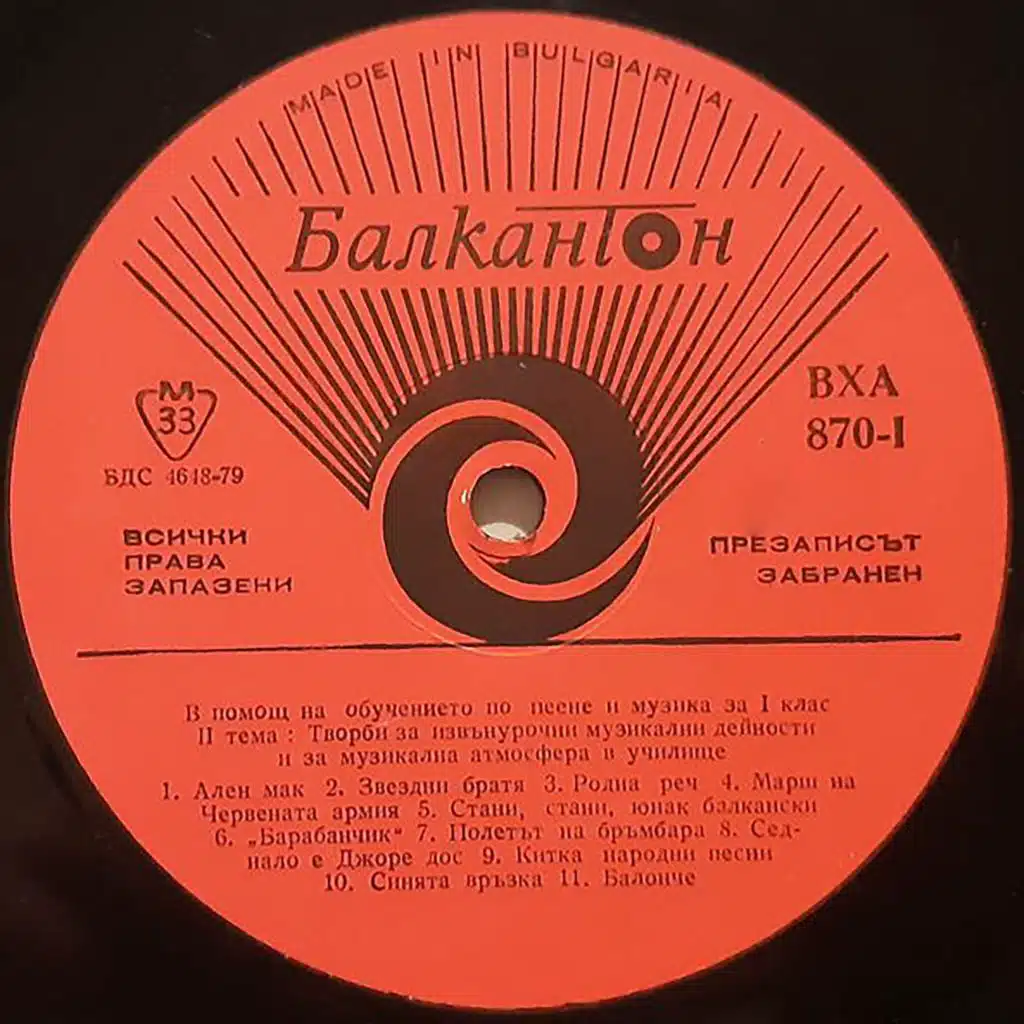 MADE IN BULGARIA
Балкантон
М
33
БДС 4648-79
ВХА
870-I
ВСИЧКИ
ПРАВА
ЗАПАЗЕНИ
ПРЕЗАПИСЪТ
ЗАБРАНЕН
В помощ на обучението по пеене и музика за I клас
II тема : Творби за извънурочни музикални дейности
и за музикална атмосфера в училище
1. Ален мак 2. Звездни братя 3. Родна реч 4. Марш на
Червената армия 5. Стани, стани, юнак балкански
6. „Барабанчик“ 7. Полетът на бръмбара 8. Сед-
нало е Джоре дос 9. Китка народни песни
10. Синята връзка 11. Балонче